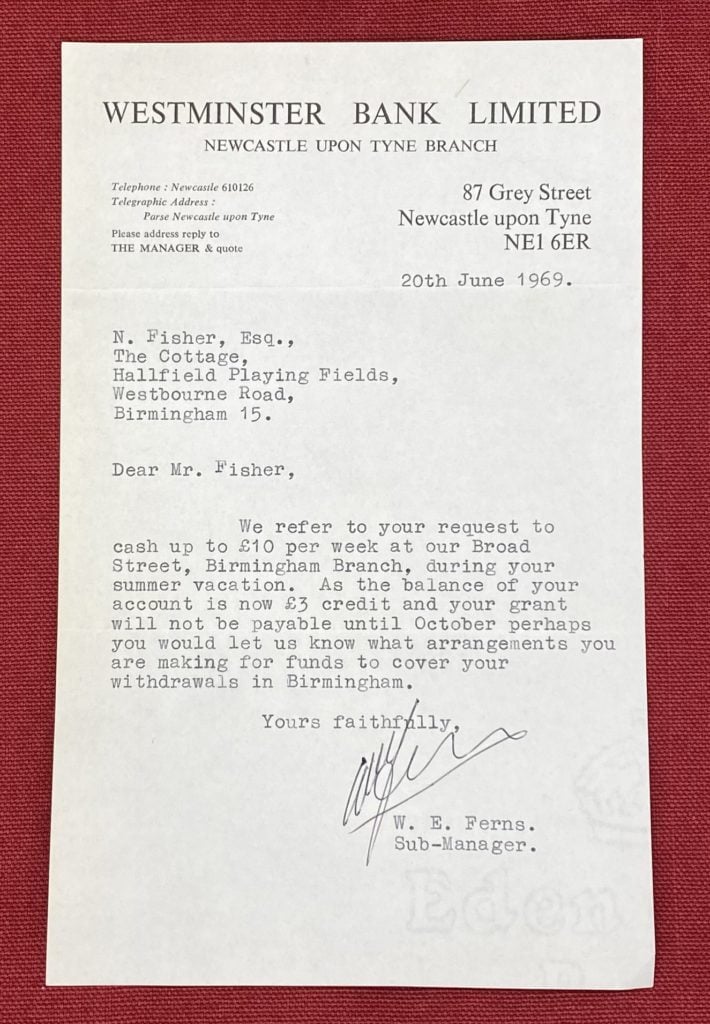 WESTMINSTER BANK LIMITED
NEWCASTLE UPON TYNE BRANCH
Telephone : Newcastle 610126
Telegraphic Address :
Parse Newcastle upon Tyne
Please address reply to
THE MANAGER & quote
87 Grey Street
Newcastle upon Tyne
NE1 6ER
20th June 1969.
N. Fisher, Esq.,
The Cottage,
Hallfield Playing Fields,
Westbourne Road,
Birmingham 15.
Dear Mr. Fisher,
We refer to your request to
cash up to £10 per week at our Broad
Street, Birmingham Branch, during your
summer vacation. As the balance of your
account is now £3 credit and your grant
will not be payable until October perhaps
you would let us know what arrangements you
are making for funds to cover your
withdrawals in Birmingham.
Yours faithfully,
W. E. Ferns.
Sub-Manager.